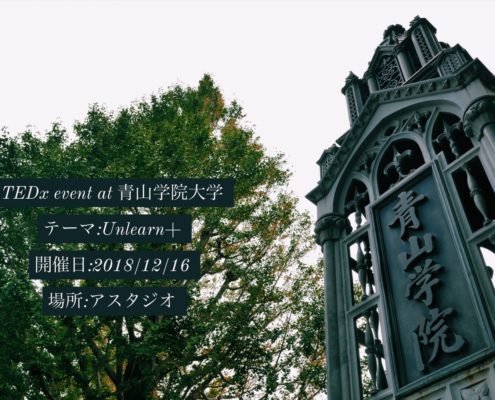 TEDx event at 青山学院大学
テーマ:Unlearn+
開催日:2018/12/16
場所:アスタジオ
青山学院